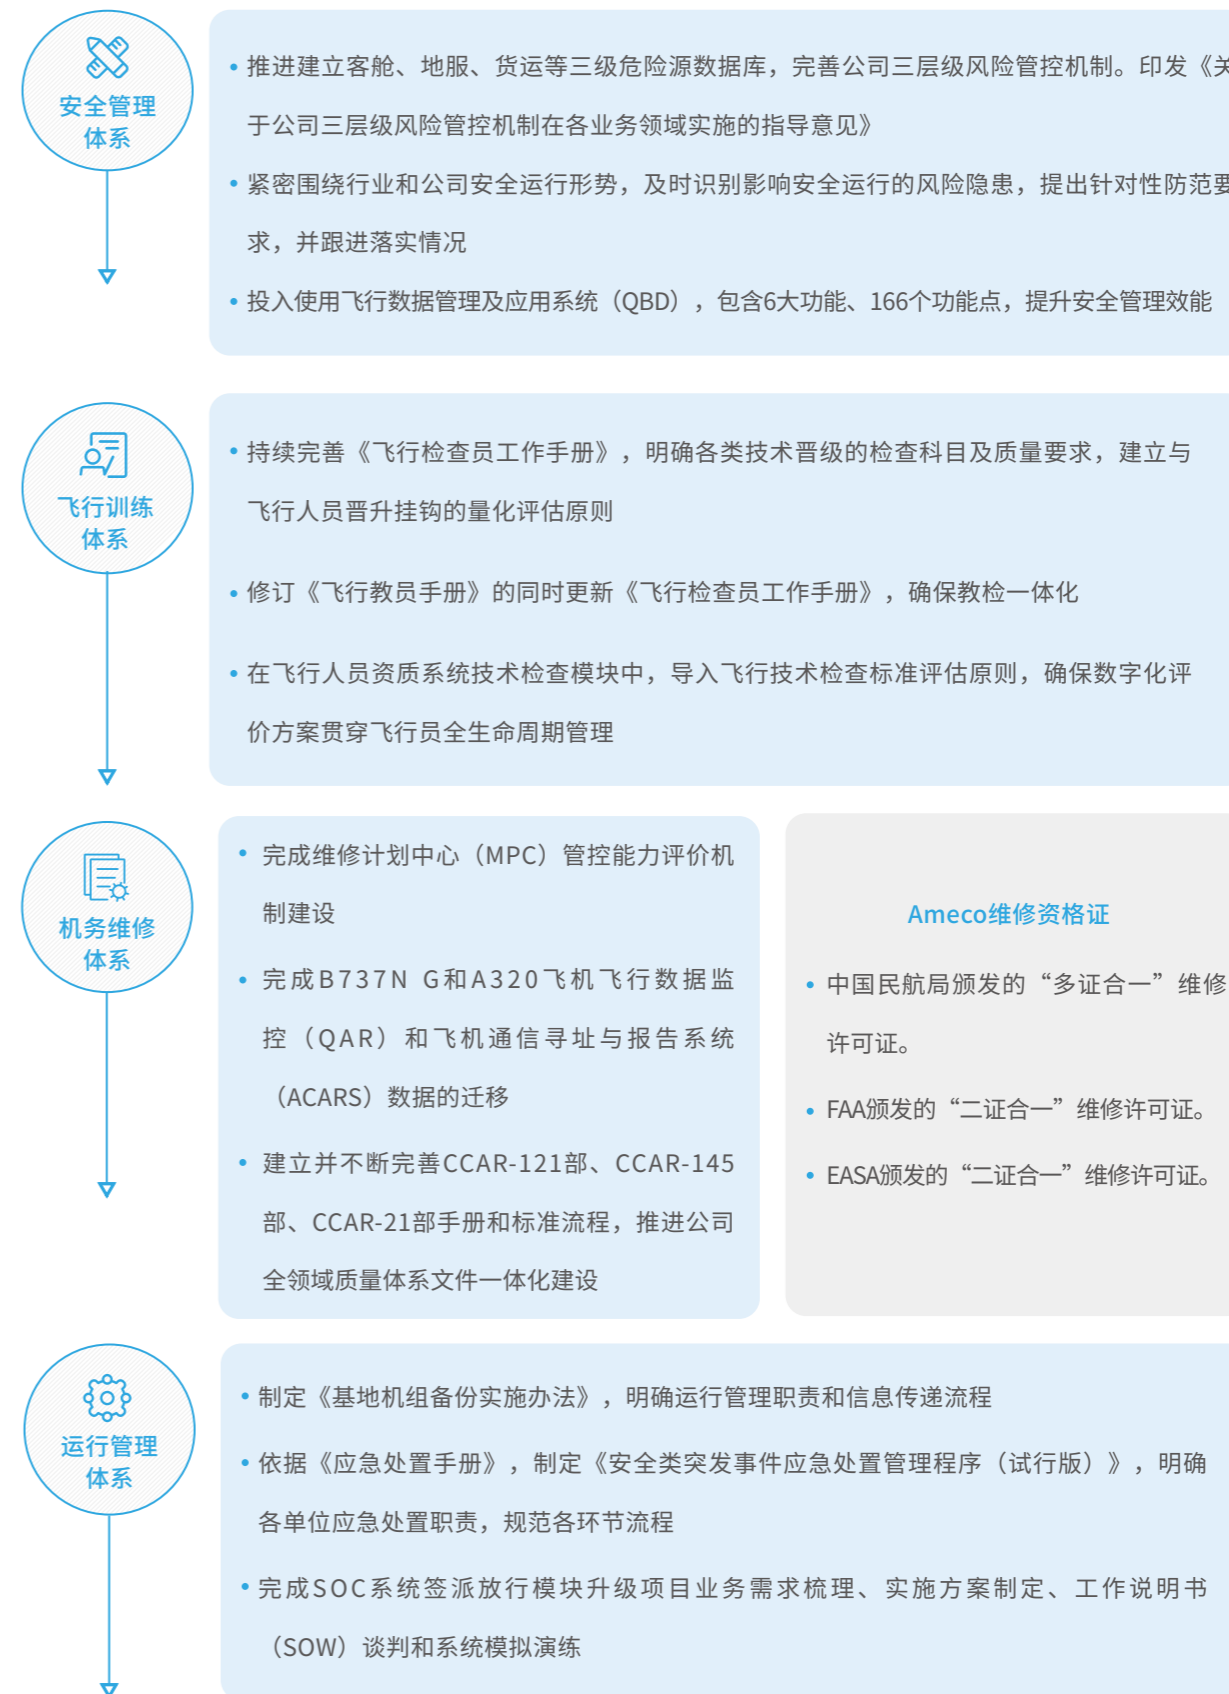 安全管理
体系
• 推进建立客舱、地服、货运等三级危险源数据库，完善公司三层级风险管控机制。印发《关
于公司三层级风险管控机制在各业务领域实施的指导意见》
• 紧密围绕行业和公司安全运行形势，及时识别影响安全运行的风险隐患，提出针对性防范要
求，并跟进落实情况
• 投入使用飞行数据管理及应用系统（QBD），包含6大功能、166个功能点，提升安全管理效能
飞行训练
体系
• 持续完善《飞行检查员工作手册》，明确各类技术晋级的检查科目及质量要求，建立与
飞行人员晋升挂钩的量化评估原则
• 修订《飞行教员手册》的同时更新《飞行检查员工作手册》，确保教检一体化
• 在飞行人员资质系统技术检查模块中，导入飞行技术检查标准评估原则，确保数字化评
价方案贯穿飞行员全生命周期管理
机务维修
体系
• 完成维修计划中心（MPC）管控能力评价机
制建设
• 完成B737N G和A320飞机飞行数据监
控（QAR）和飞机通信寻址与报告系统
（ACARS）数据的迁移
• 建立并不断完善CCAR-121部、CCAR-145
部、CCAR-21部手册和标准流程，推进公司
全领域质量体系文件一体化建设
Ameco维修资格证
• 中国民航局颁发的“多证合一”维修
许可证。
• FAA颁发的“二证合一”维修许可证。
• EASA颁发的“二证合一”维修许可证。
运行管理
体系
• 制定《基地机组备份实施办法》，明确运行管理职责和信息传递流程
• 依据《应急处置手册》，制定《安全类突发事件应急处置管理程序（试行版）》，明确
各单位应急处置职责，规范各环节流程
• 完成SOC系统签派放行模块升级项目业务需求梳理、实施方案制定、工作说明书
（SOW）谈判和系统模拟演练